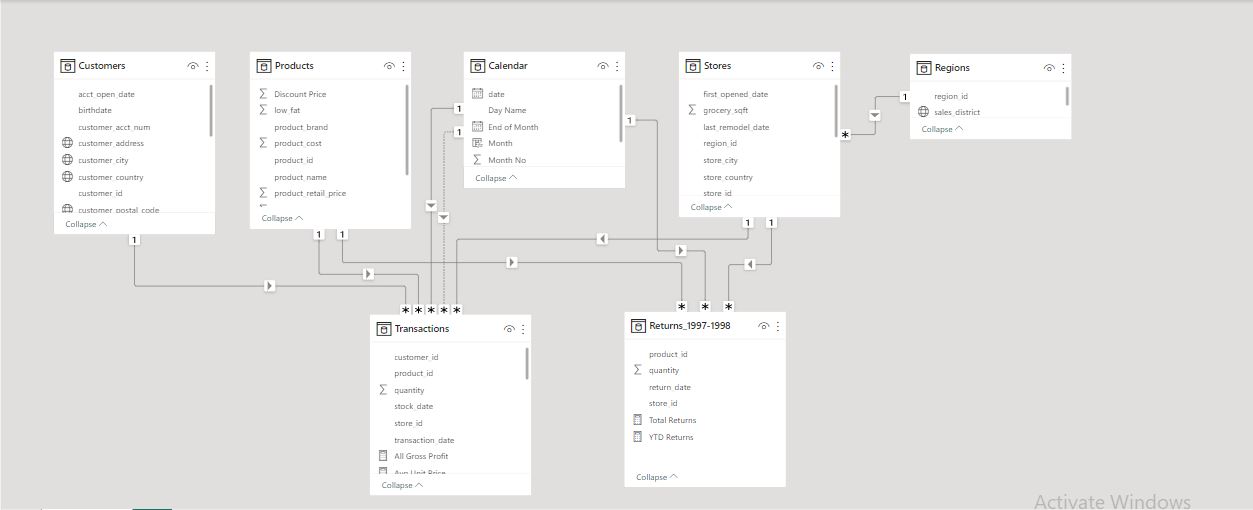 Customers
acct_open_date
birthdate
customer_acct_num
customer_address
customer_city
customer_country
customer_id
customer_postal_code
Collapse
1
Products
Discount Price
low_fat
product_brand
product_cost
product_id
product_name
product_retail_price
Collapse
1 1
Calendar
date
Day Name
End of Month
Month
Month No
Collapse
1
1
1
Stores
first_opened_date
grocery_sqft
last_remodel_date
region_id
store_city
store_country
store_id
Collapse
1 1
*
1
Regions
region_id
sales_district
Collapse
* * * * *
Transactions
customer_id
product_id
quantity
stock_date
store_id
transaction_date
All Gross Profit
Avg Unit Price
Collapse
* * *
Returns_1997-1998
product_id
quantity
return_date
store_id
Total Returns
YTD Returns
Collapse
Activate Windows